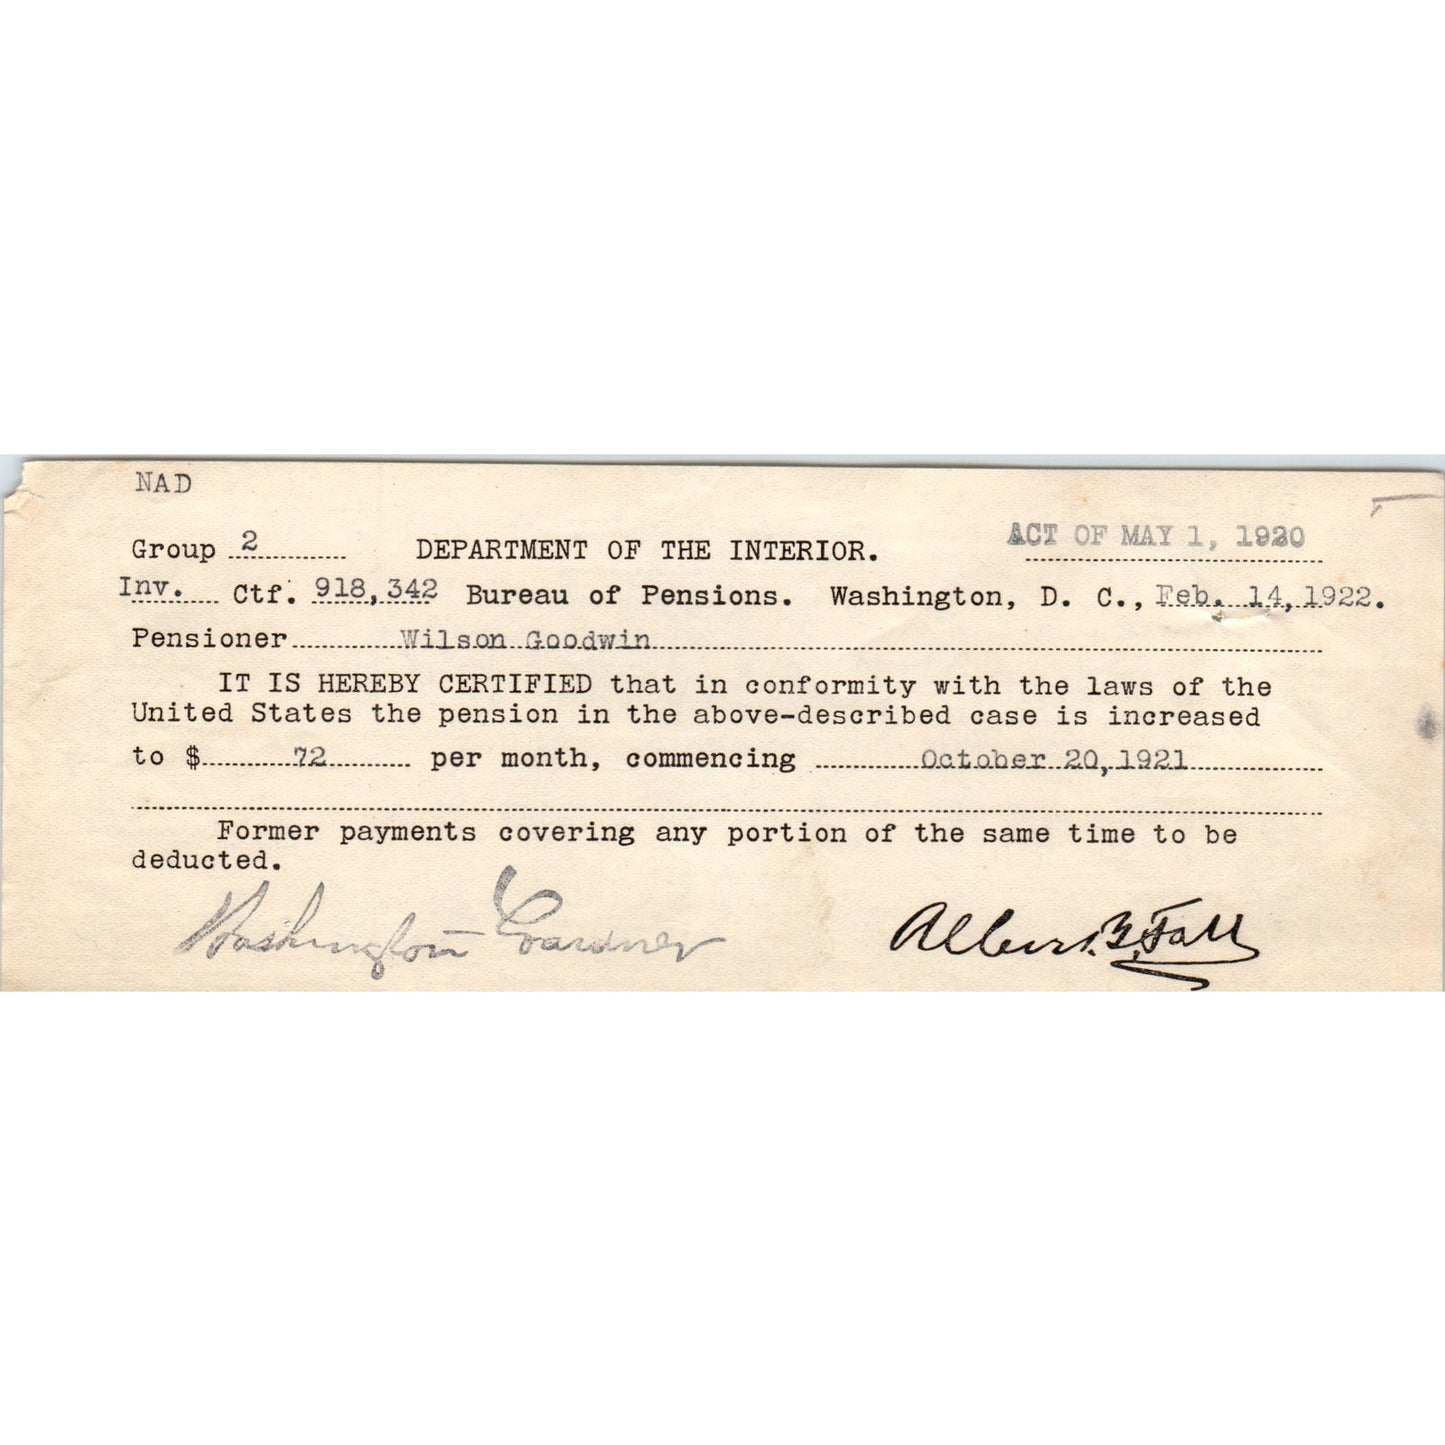 NAD
Group 2 DEPARTMENT OF THE INTERIOR. ACT OF MAY 1, 1920
Inv. Ctf. 918,342 Bureau of Pensions. Washington, D. C., Feb. 14, 1922.
Pensioner Wilson Goodwin
IT IS HEREBY CERTIFIED that in conformity with the laws of the
United States the pension in the above-described case is increased
to $ 72 per month, commencing October 20, 1921
Former payments covering any portion of the same time to be
deducted.
Washington Gardner Albert B. Fall